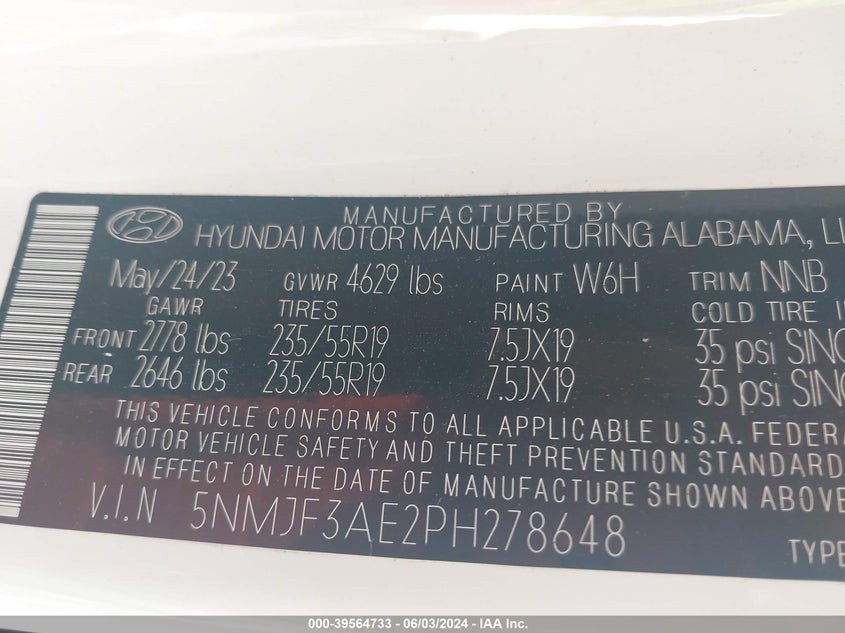 MANUFACTURED BY
HYUNDAI MOTOR MANUFACTURING ALABAMA, LL
May/24/23 GVWR 4629 lbs PAINT W6H TRIM NNB
GAWR TIRES RIMS COLD TIRE I
FRONT 2778 lbs 235/55R19 7.5JX19 35 psi SING
REAR 2646 lbs 235/55R19 7.5JX19 35 psi SING
THIS VEHICLE CONFORMS TO ALL APPLICABLE U.S.A. FEDERA
MOTOR VEHICLE SAFETY AND THEFT PREVENTION STANDARD
IN EFFECT ON THE DATE OF MANUFACTURE SHOWN ABOVE
V.I.N 5NMJF3AE2PH278648
TYPE
000-39564733 - 06/03/2024 - IAA Inc.